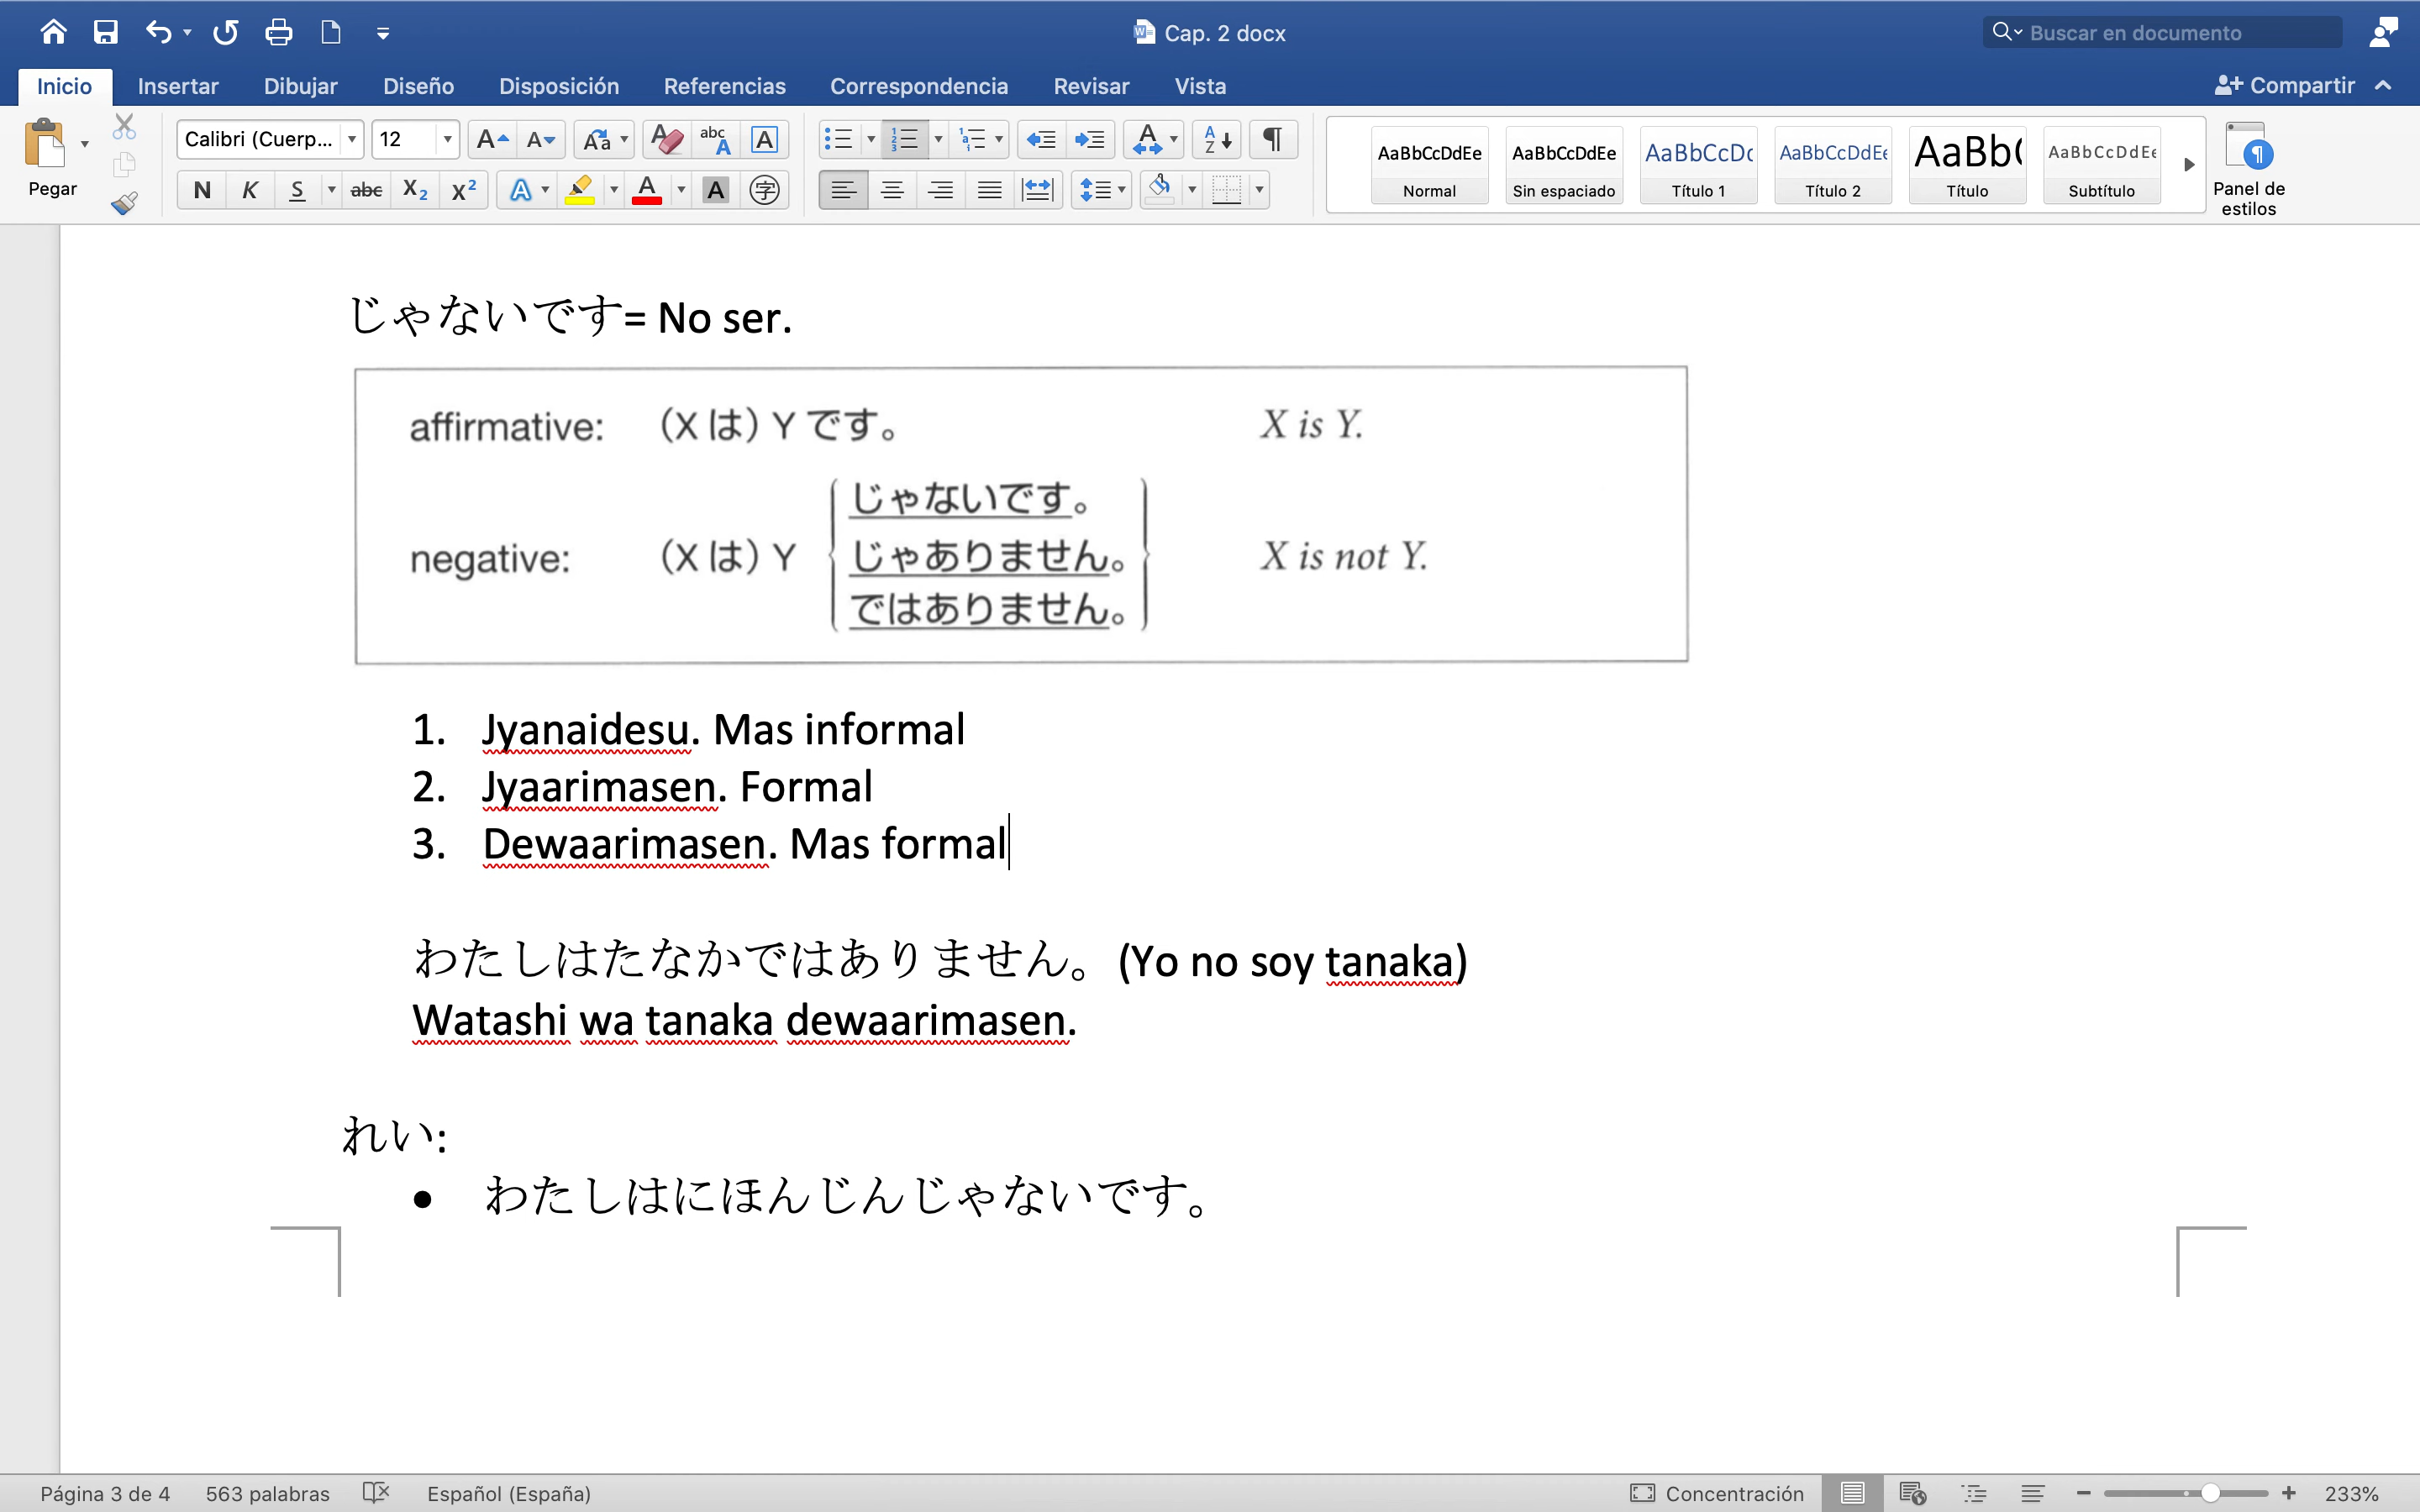 Cap. 2 docx
Buscar en documento
Inicio Insertar Dibujar Diseño Disposición Referencias Correspondencia Revisar Vista Compartir
Pegar
Calibri (Cuerp... 12
N K S abc X₂ X²
AaBbCcDdEe AaBbCcDdEe AaBbCcDc AaBbCcDdEe AaBb( AaBbCcDdEe
Normal Sin espaciado Título 1 Título 2 Título Subtítulo
Panel de
estilos
じゃないです= No ser.
affirmative: (X は) Y です。 X is Y.
じゃないです。
negative: (X は) Y じゃありません。 X is not Y.
ではありません。
1. Jyanaidesu. Mas informal
2. Jyaarimasen. Formal
3. Dewaarimasen. Mas formal
わたしはたなかではありません。(Yo no soy tanaka)
Watashi wa tanaka dewaarimasen.
れい:
● わたしはにほんじんじゃないです。
Página 3 de 4 563 palabras Español (España) Concentración 233%